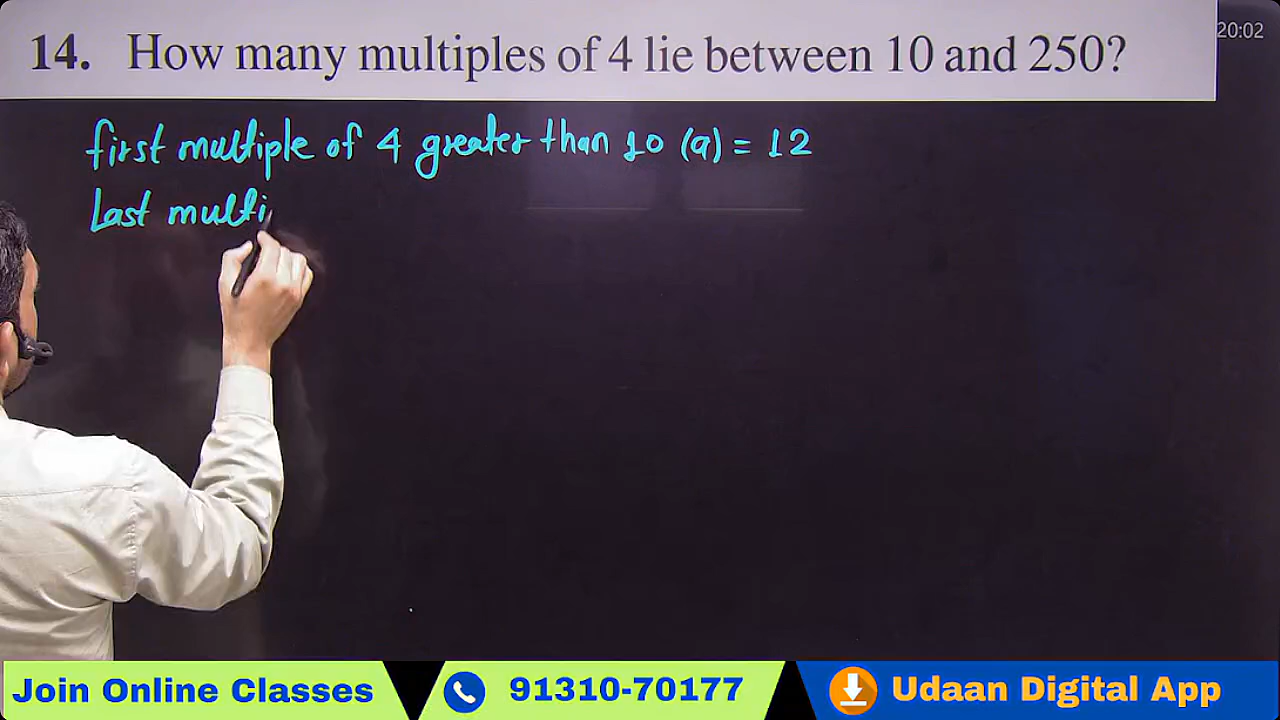 14. How many multiples of 4 lie between 10 and 250?
20:02
first multiple of 4 greater than 10 (a) = 12
Last multi
Join Online Classes
91310-70177
Udaan Digital App